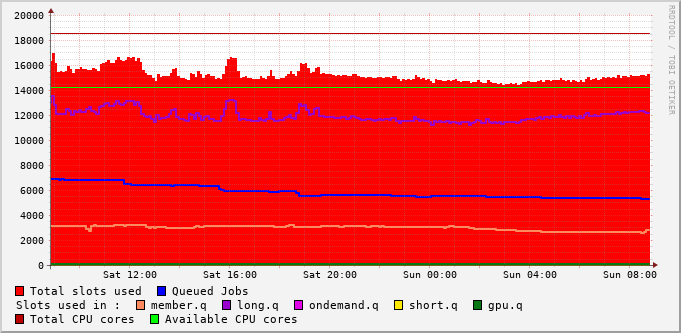 20000
18000
16000
14000
12000
10000
8000
6000
4000
2000
0
Sat 12:00 Sat 16:00 Sat 20:00 Sun 00:00 Sun 04:00 Sun 08:00
Total slots used Queued Jobs
Slots used in : member.q long.q ondemand.q short.q gpu.q
Total CPU cores Available CPU cores
RRDTOOL / TOBI OETIKER